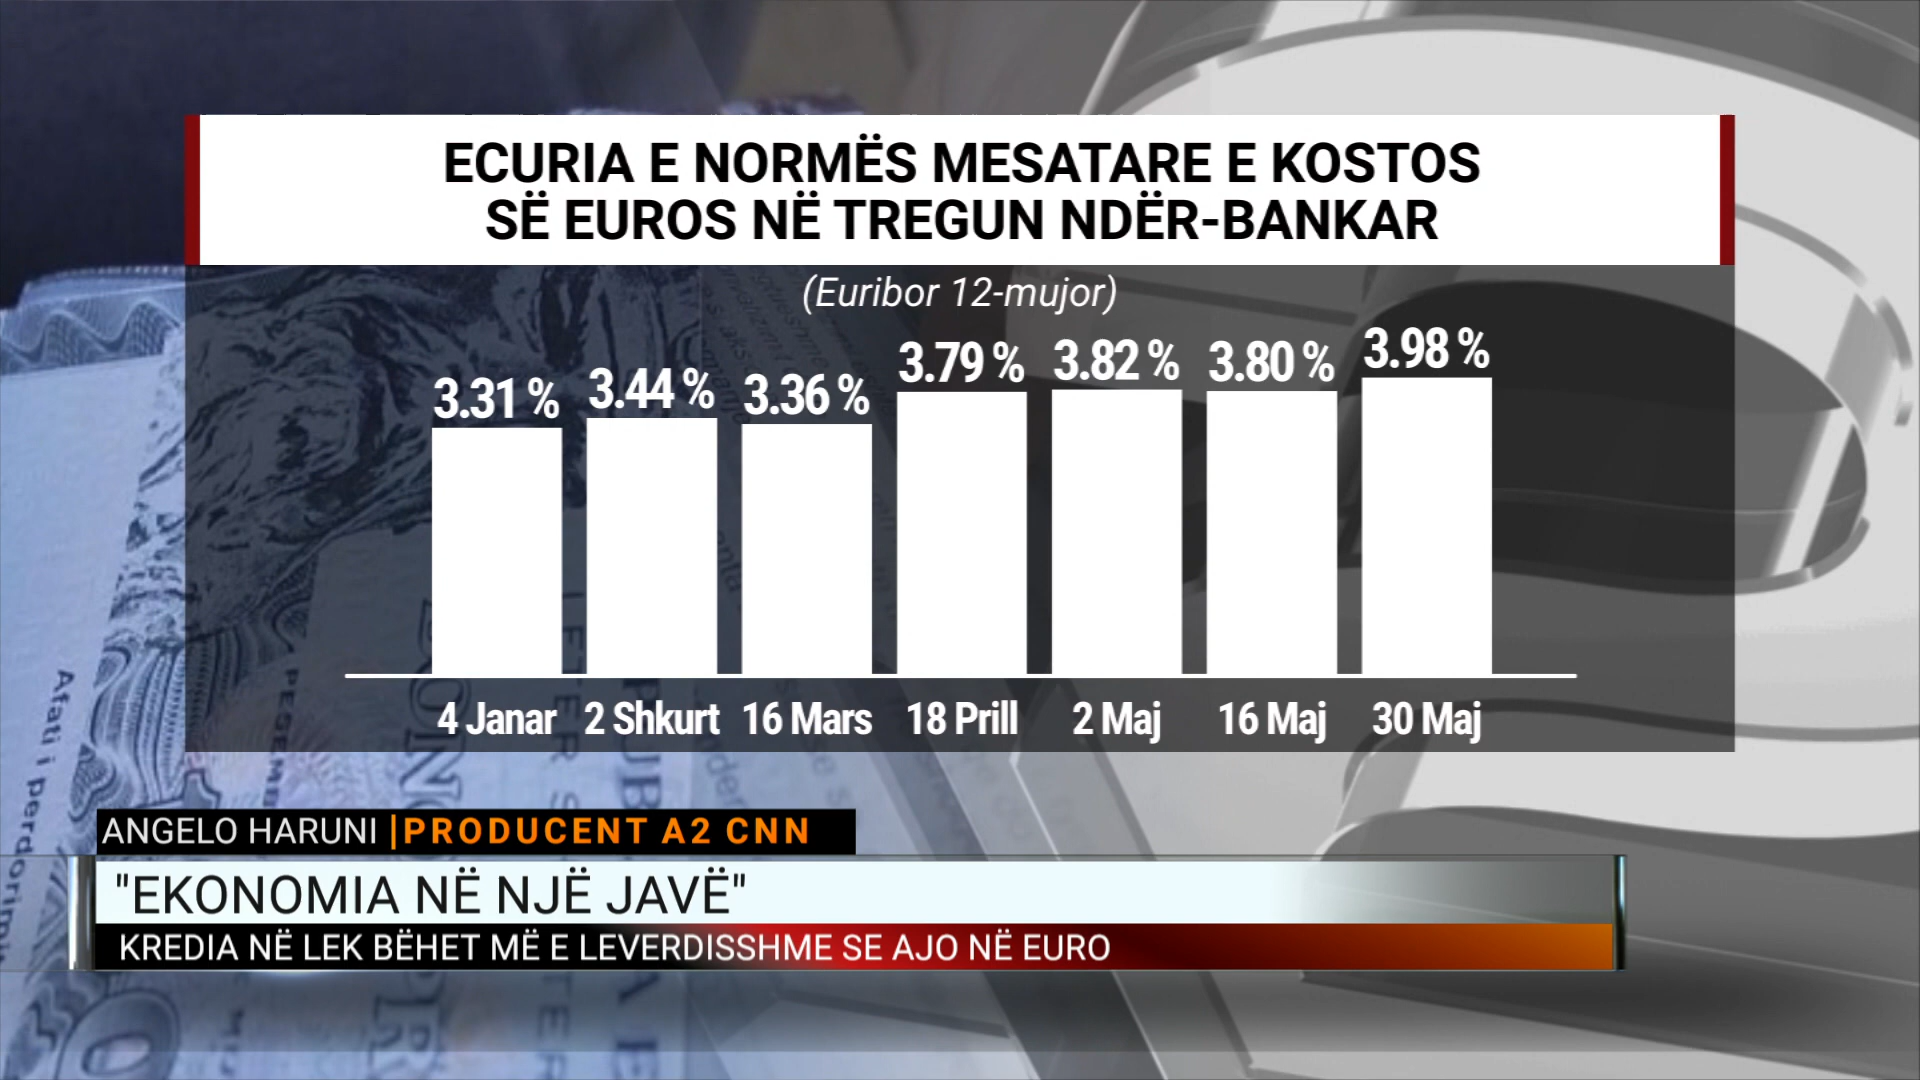 ECURIA E NORMËS MESATARE E KOSTOS
SË EUROS NË TREGUN NDËR-BANKAR
(Euribor 12-mujor)
3.31 % 3.44 % 3.36 % 3.79 % 3.82 % 3.80 % 3.98 %
4 Janar 2 Shkurt 16 Mars 18 Prill 2 Maj 16 Maj 30 Maj
Afati i
ANGELO HARUNI |PRODUCENT A2 CNN
"EKONOMIA NË NJË JAVË"
KREDIA NË LEK BËHET MË E LEVERDISSHME SE AJO NË EURO